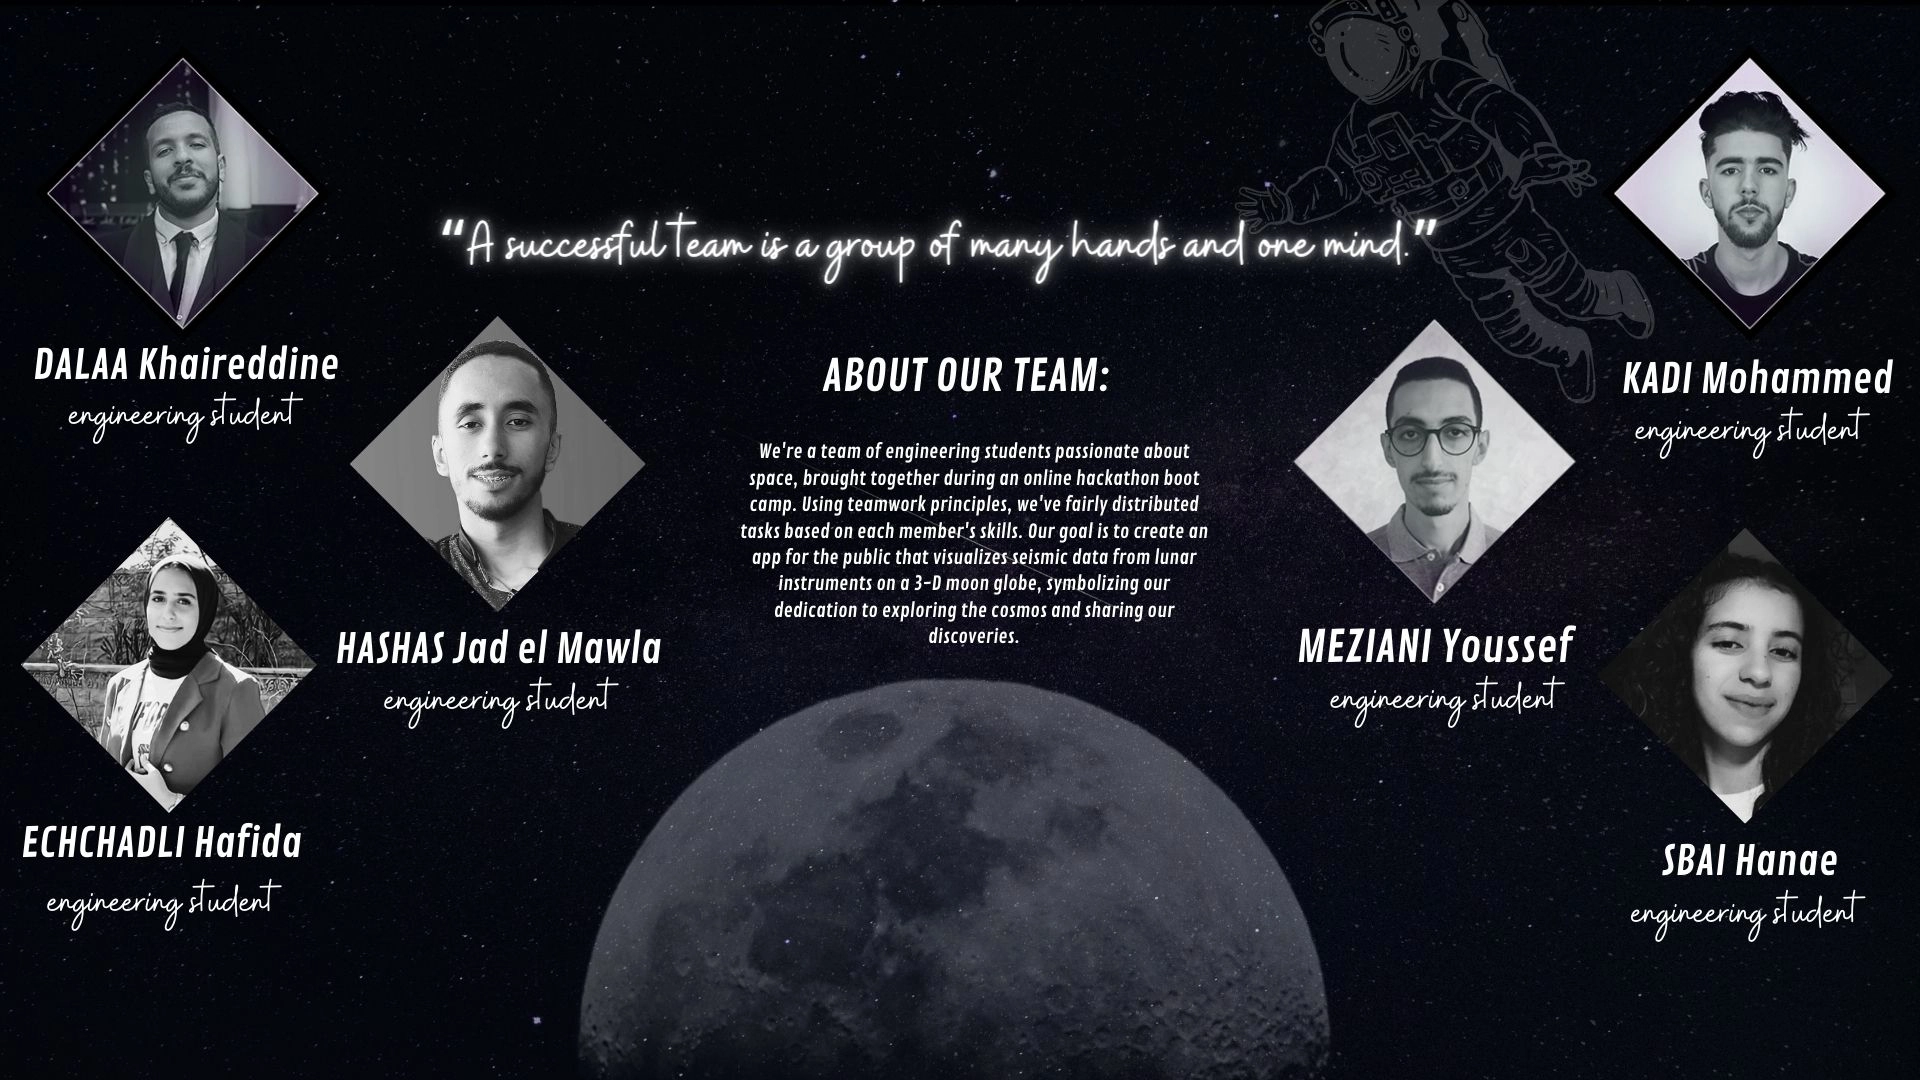 “A successful team is a group of many hands and one mind.”
DALAA Khaireddine
engineering student
HASHAS Jad el Mawla
engineering student
ECHCHADLI Hafida
engineering student
ABOUT OUR TEAM:
We're a team of engineering students passionate about
space, brought together during an online hackathon boot
camp. Using teamwork principles, we've fairly distributed
tasks based on each member's skills. Our goal is to create an
app for the public that visualizes seismic data from lunar
instruments on a 3-D moon globe, symbolizing our
dedication to exploring the cosmos and sharing our
discoveries.
MEZIANI Youssef
engineering student
KADI Mohammed
engineering student
SBAI Hanae
engineering student